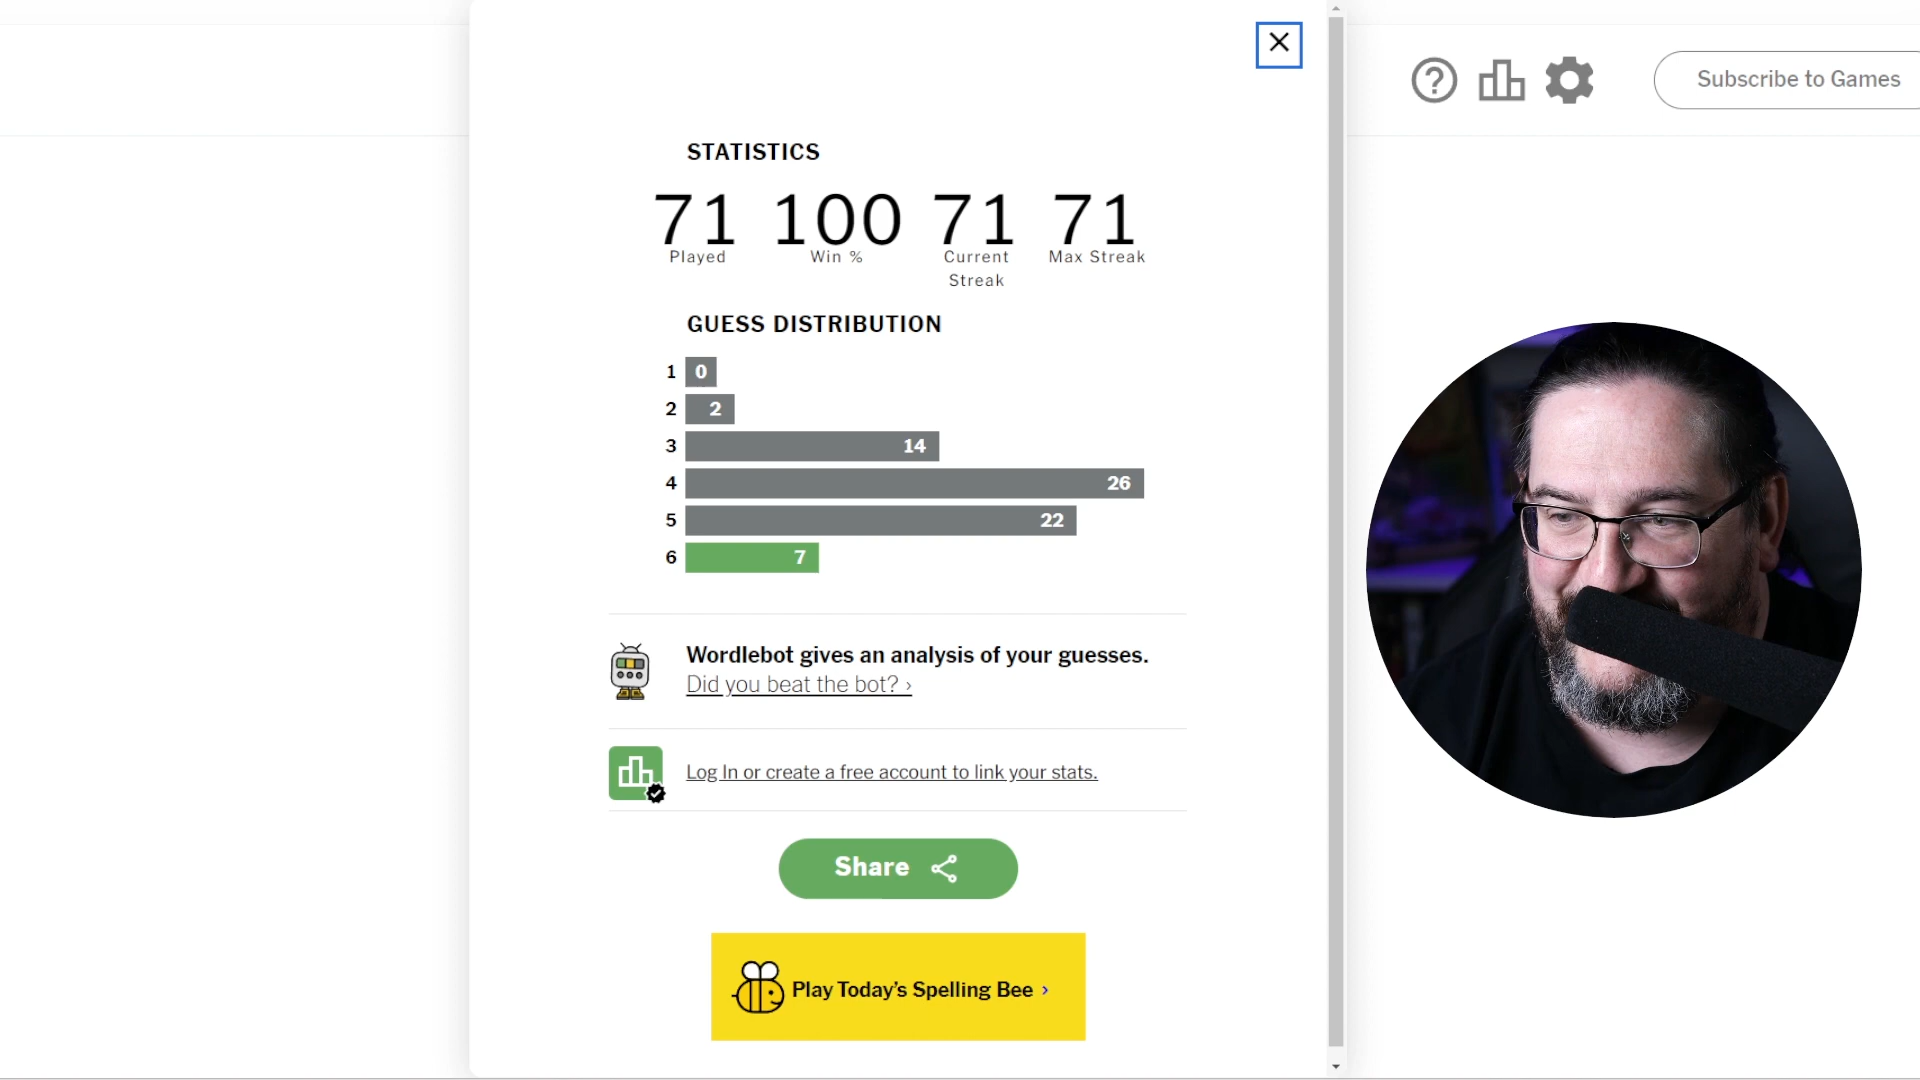 Subscribe to Games
STATISTICS
71 100 71 71
Played Win % Current Streak Max Streak
GUESS DISTRIBUTION
1 0
2 2
3 14
4 26
5 22
6 7
Wordlebot gives an analysis of your guesses.
Did you beat the bot? ›
Log In or create a free account to link your stats.
Share
Play Today's Spelling Bee ›